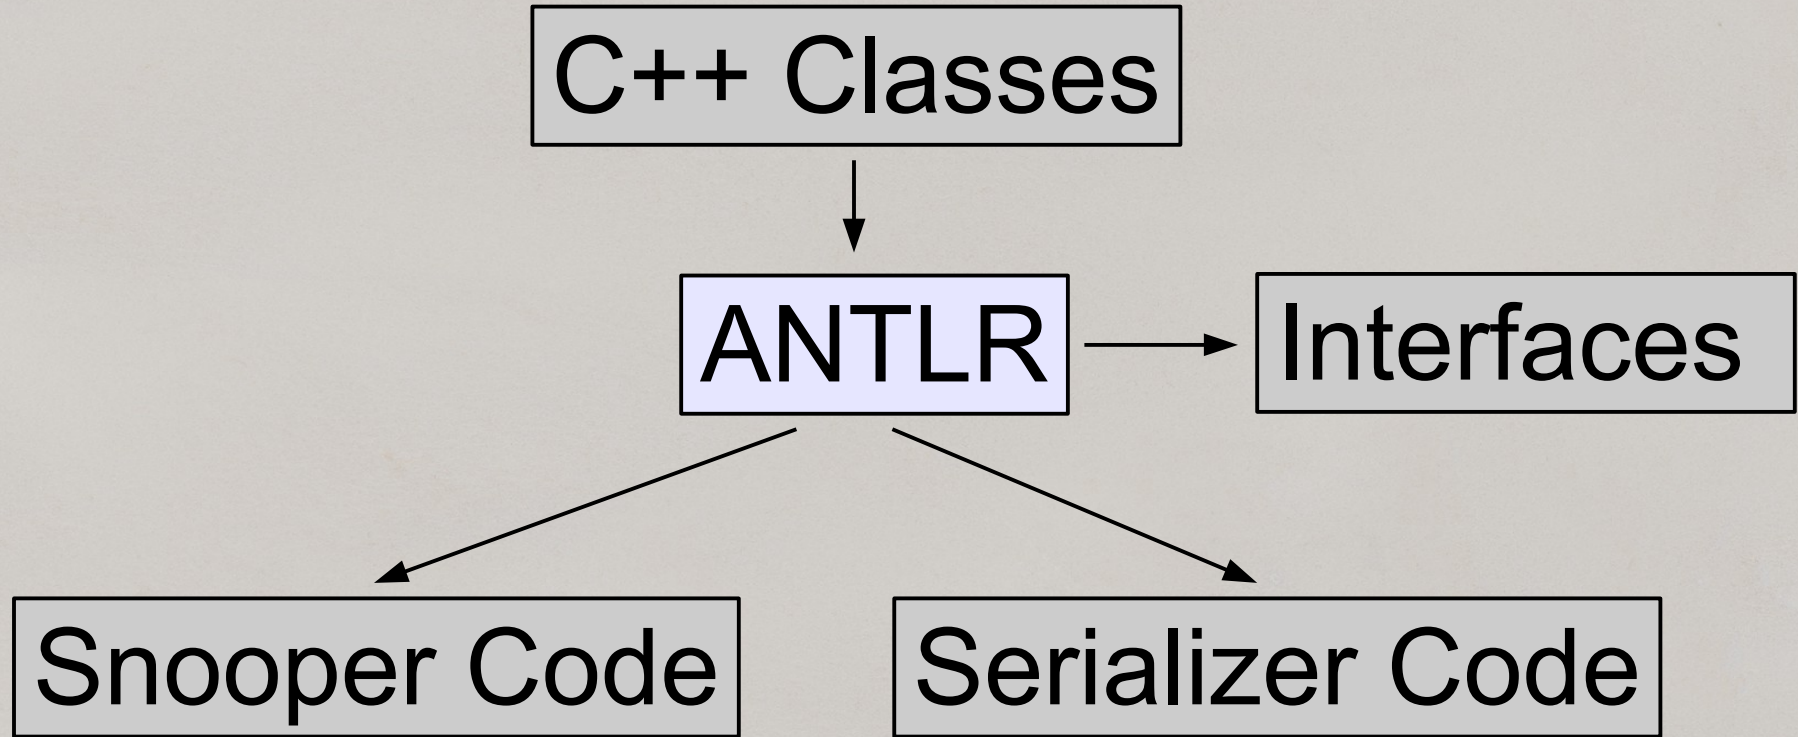 C++ Classes
ANTLR
Interfaces
Snooper Code
Serializer Code